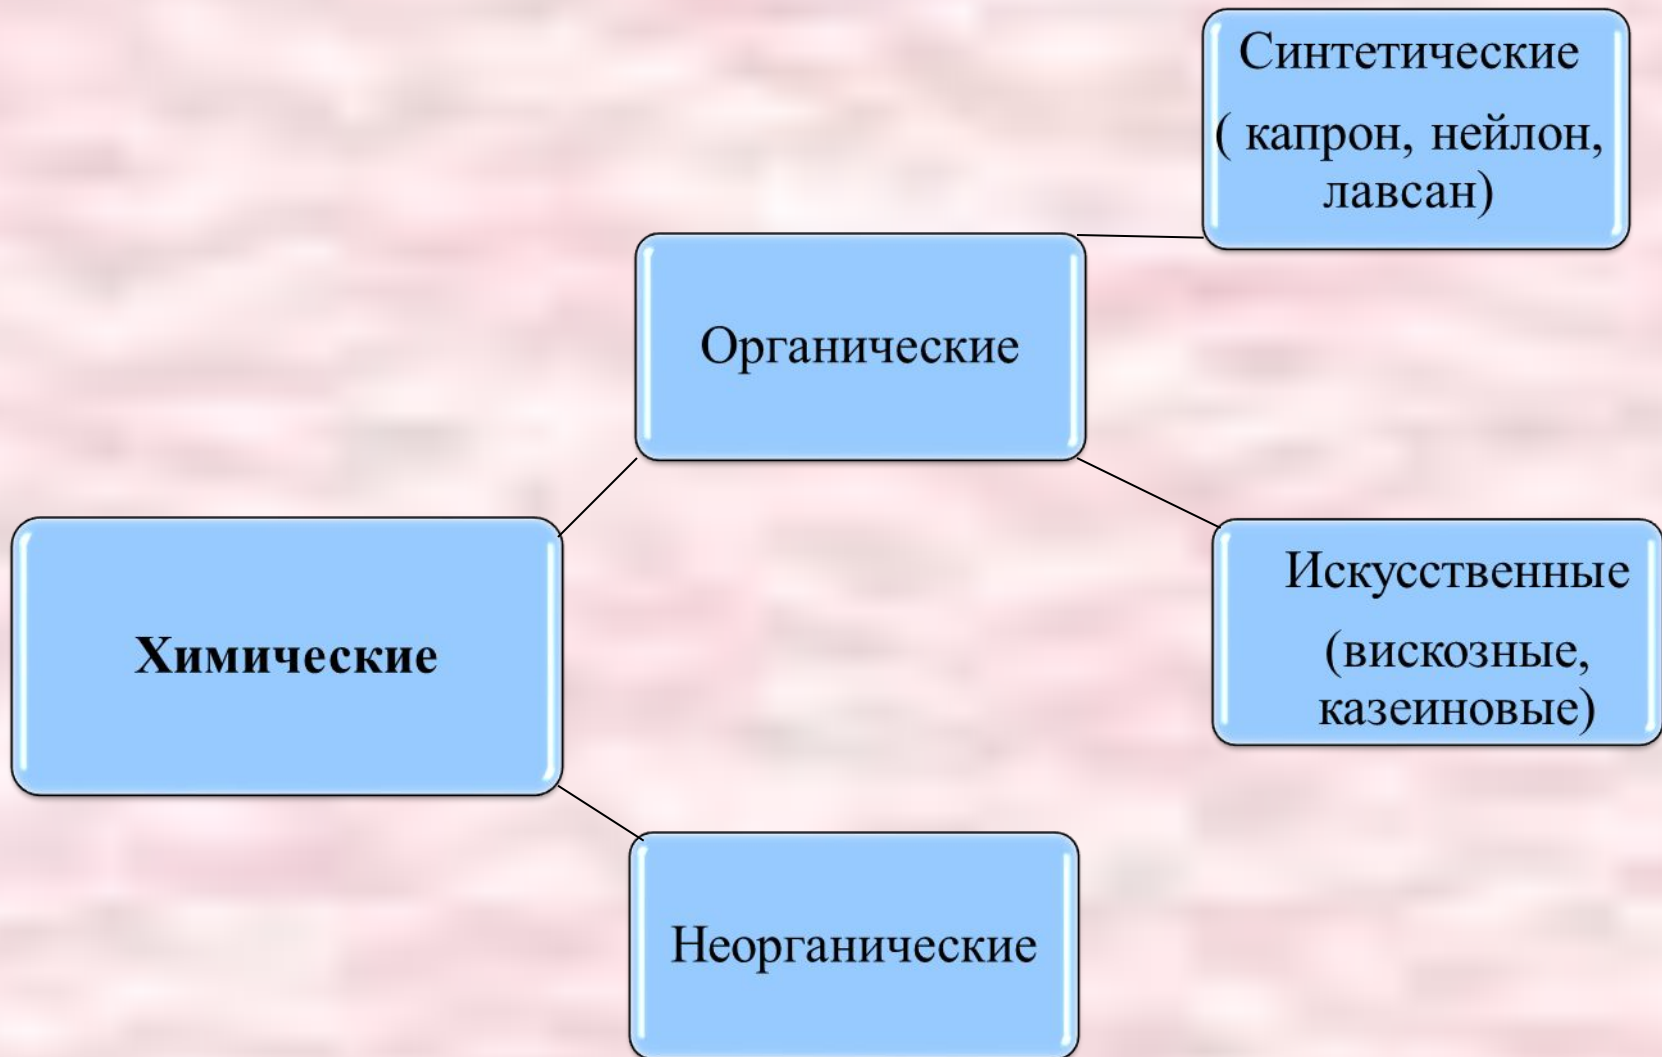 Синтетические
( капрон, нейлон,
лавсан)
Органические
Искусственные
(вискозные,
казеиновые)
Химические
Неорганические